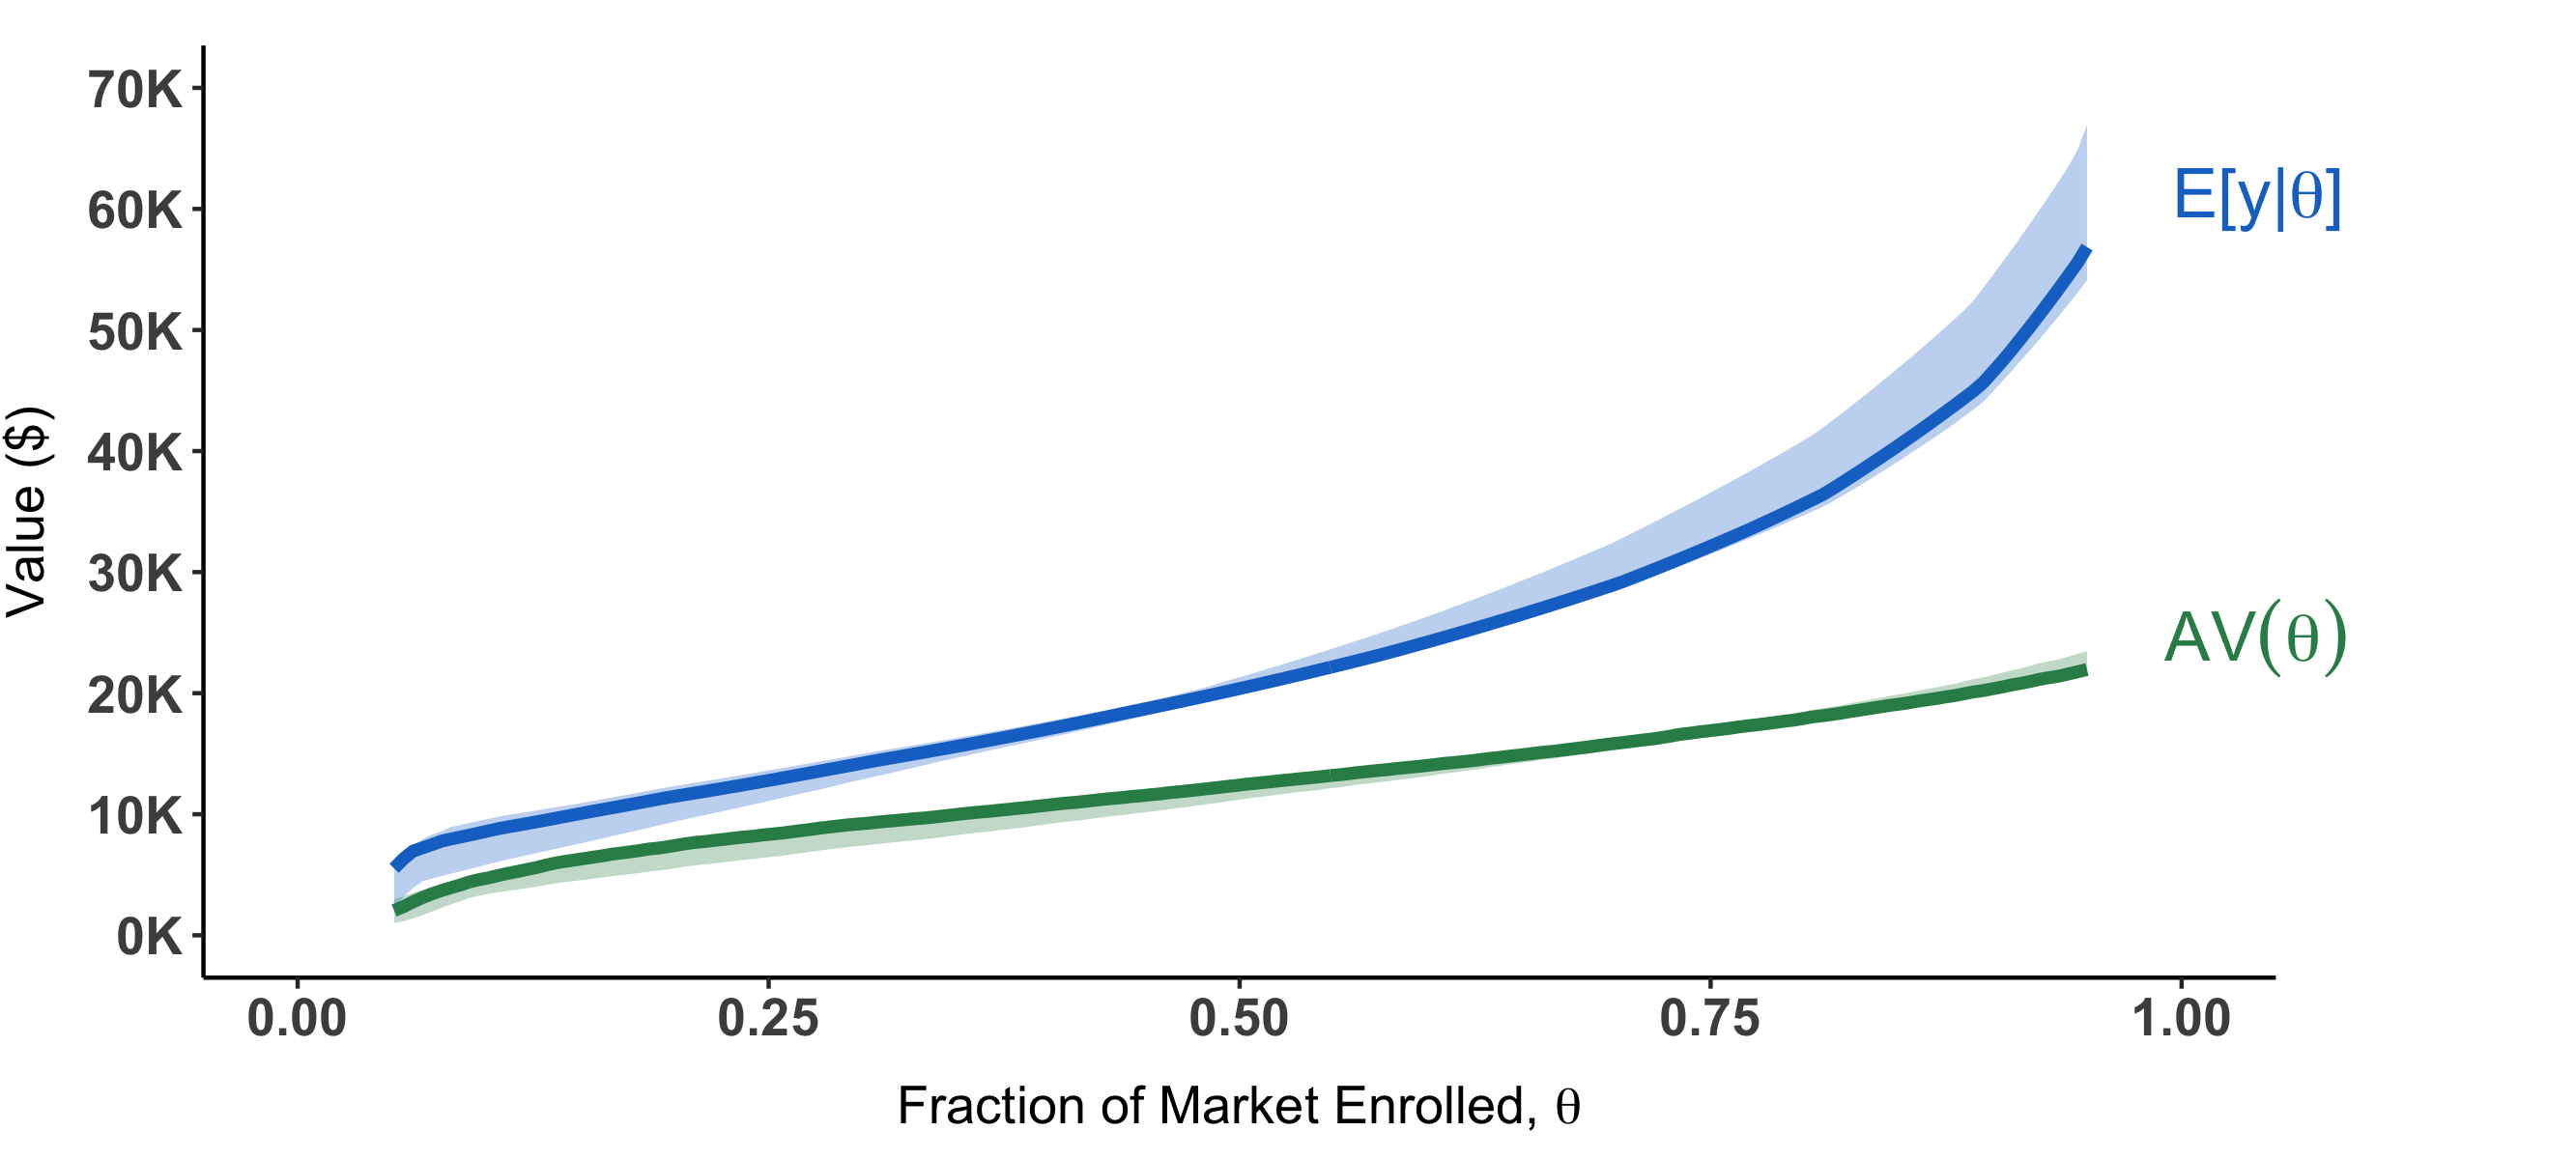 Value ($)
70K
60K
50K
40K
30K
20K
10K
0K
E[y|θ]
AV(θ)
0.00 0.25 0.50 0.75 1.00
Fraction of Market Enrolled, θ